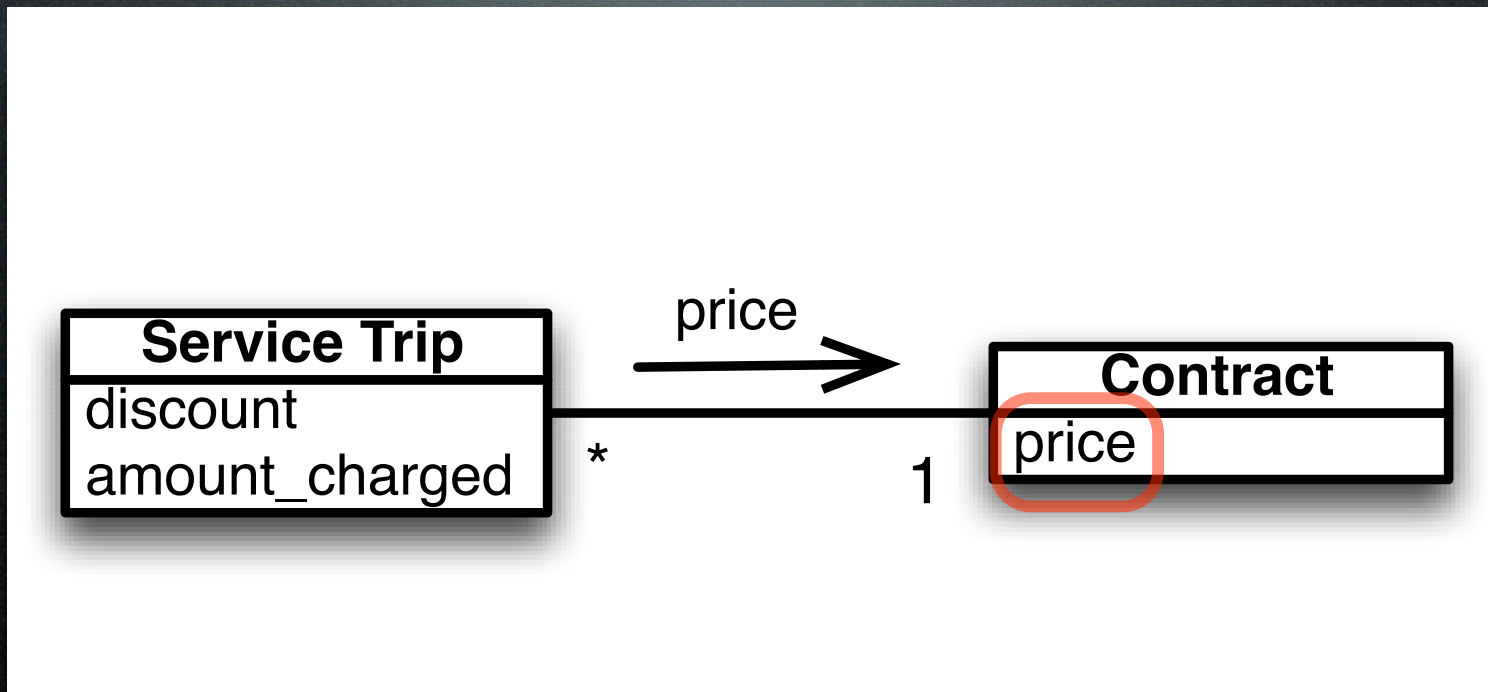 price
Service Trip
discount
amount_charged
*
1
Contract
price